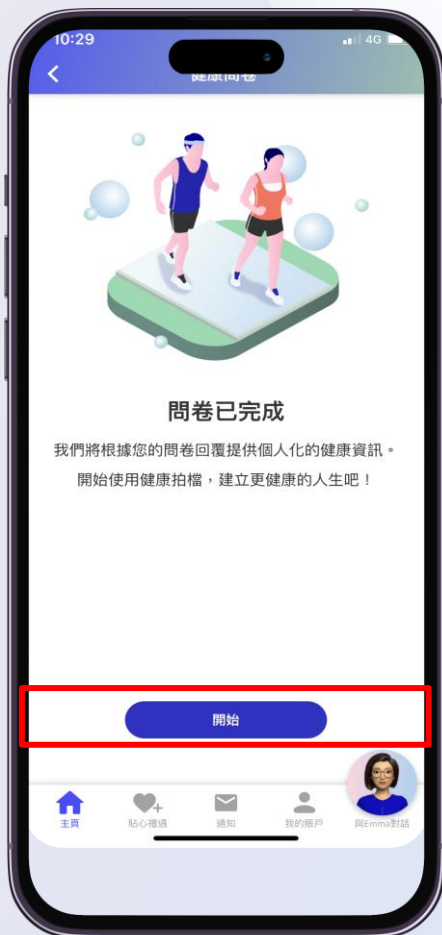 10:29
4G
健康問卷
問卷已完成
我們將根據您的問卷回覆提供個人化的健康資訊。
開始使用健康拍檔，建立更健康的人生吧！
開始
主頁
貼心禮遇
通知
我的賬戶
與Emma對話